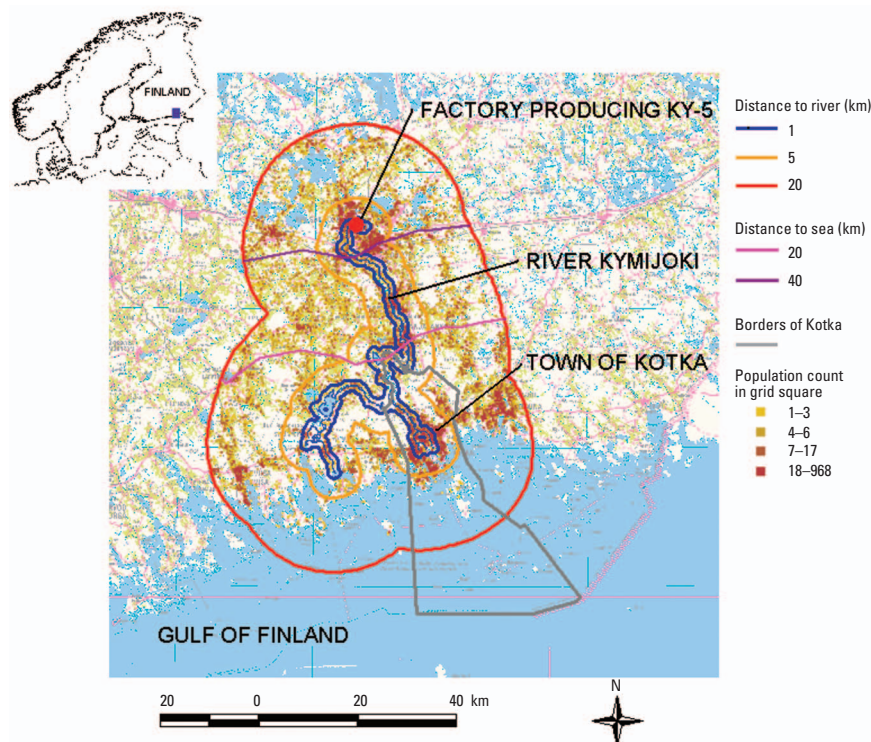 FINLAND
FACTORY PRODUCING KY-5
RIVER KYMIJOKI
TOWN OF KOTKA
GULF OF FINLAND
Distance to river (km)
1
5
20
Distance to sea (km)
20
40
Borders of Kotka
Population count
in grid square
1–3
4–6
7–17
18–968
20 0 20 40 km
N